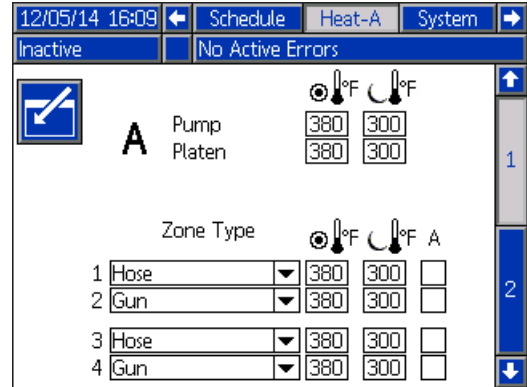 12/05/14 16:09 Schedule Heat-A System
Inactive No Active Errors
°F °F
A
Pump 380 300
Platen 380 300
1
Zone Type °F °F A
1 Hose 380 300
2 Gun 380 300
2
3 Hose 380 300
4 Gun 380 300